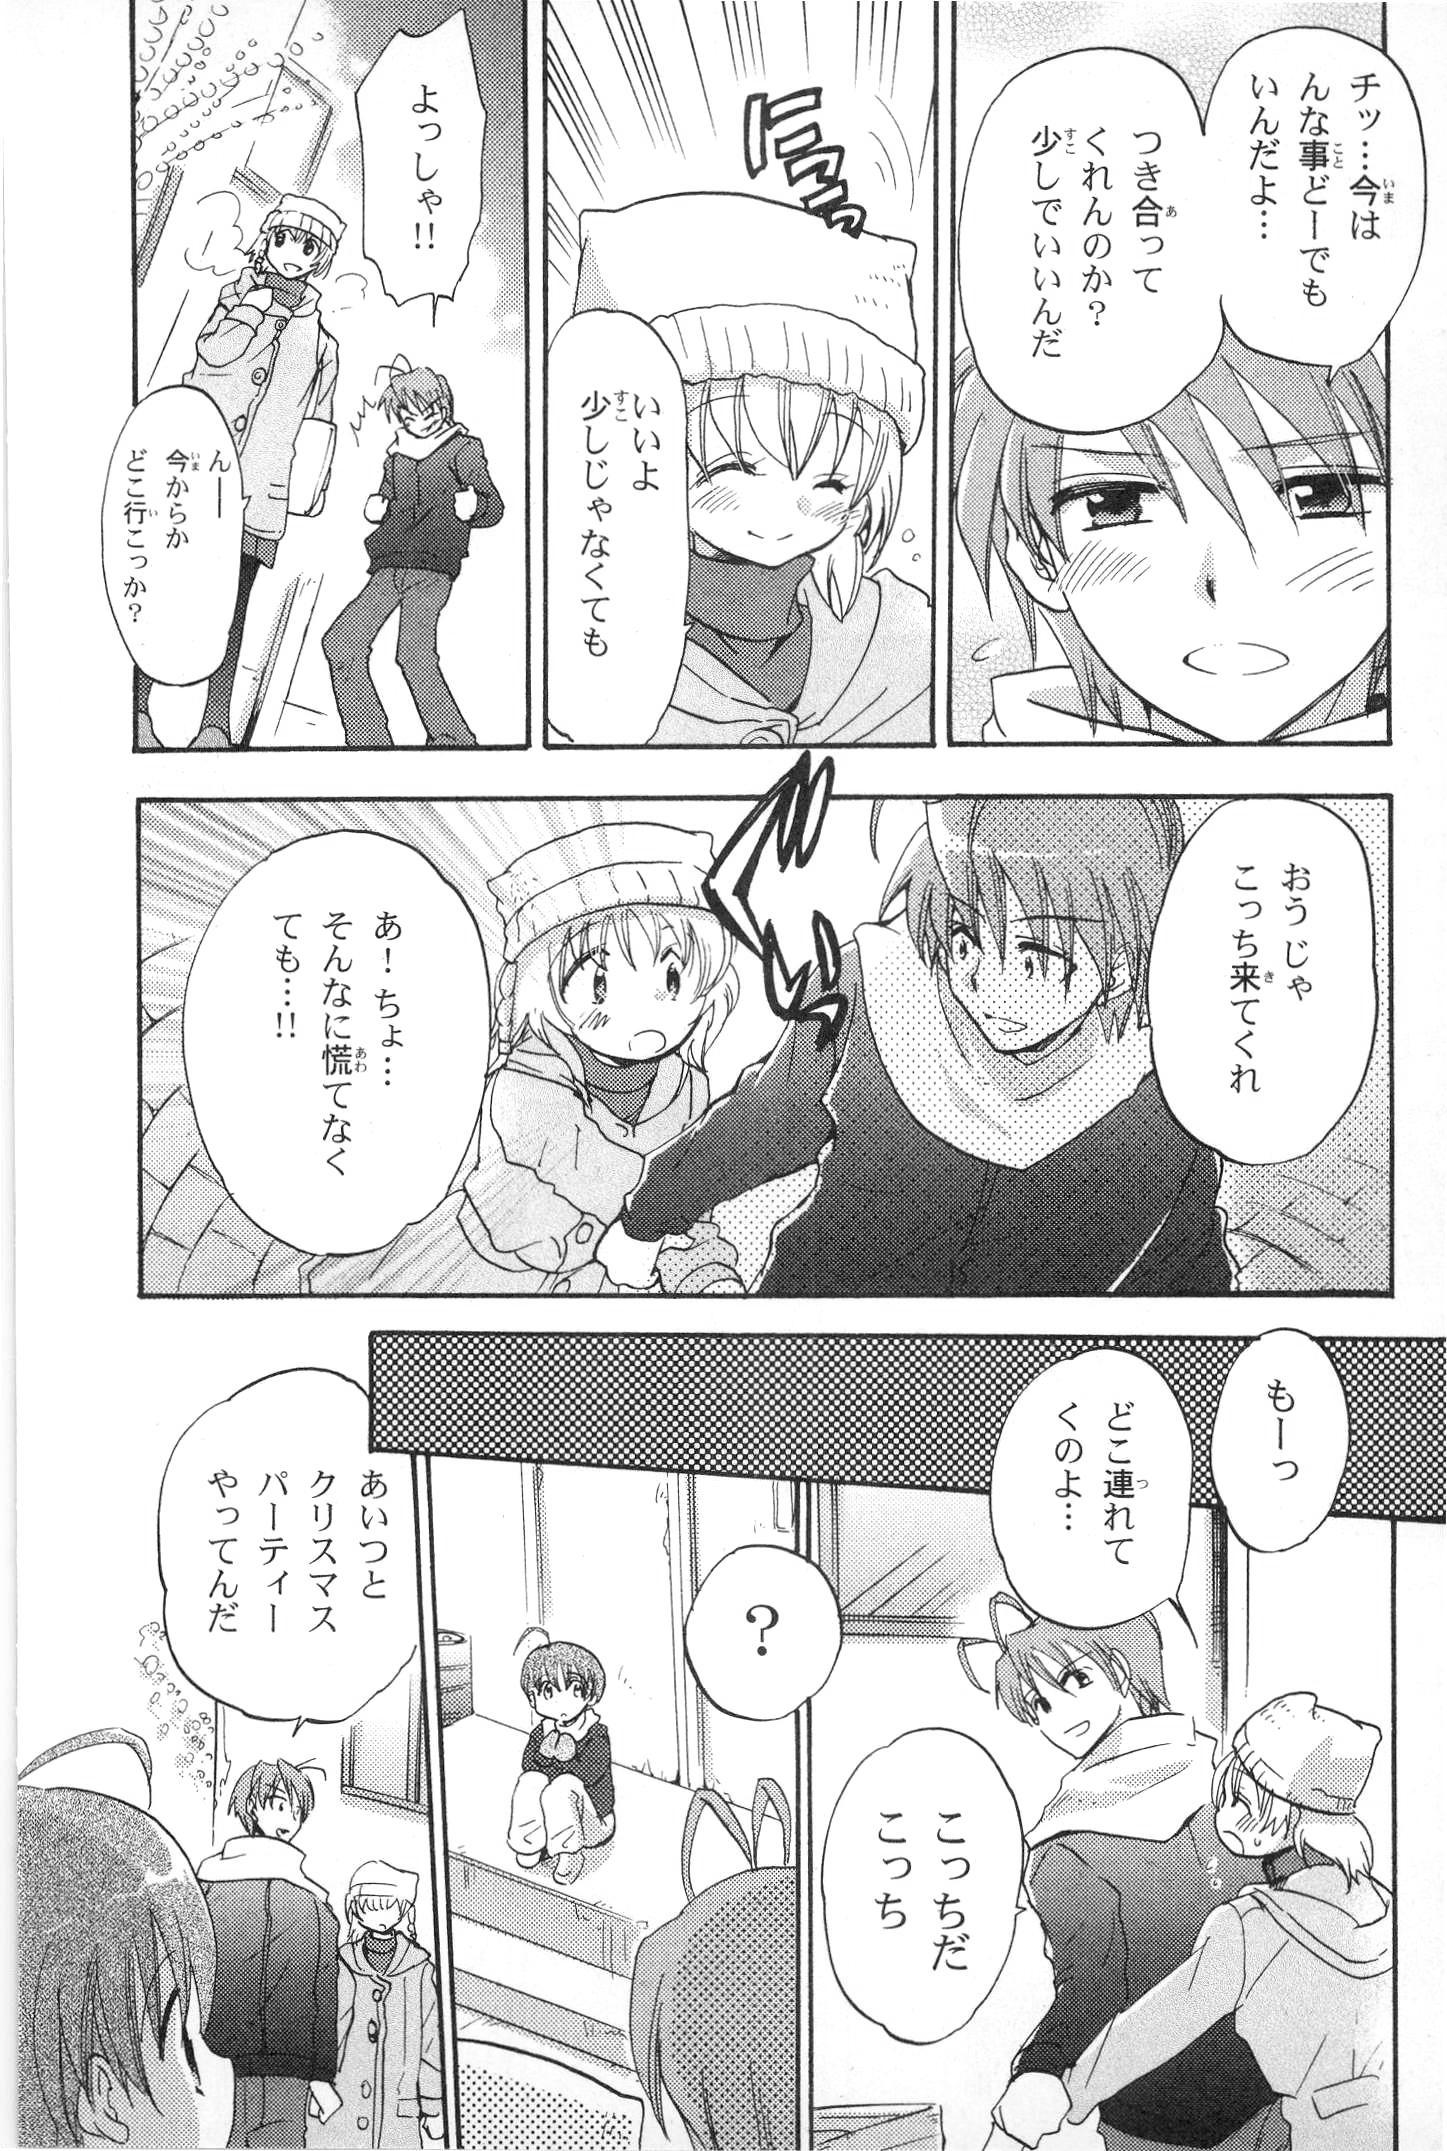 チッ…今は
んな事どーでも
いんだよ…
つき合って
くれんのか?
少しでいいんだ
にこっ
いいよ
少しじゃなくても
よっしゃ!!
んー
今からか
どこ行こっか?
おうじゃ
こっち来てくれ
あ!ちょ…
そんなに慌てなく
ても…!!
もーっ
どこ連れて
くのよ…
こっちだ
こっち
?
あいつと
クリスマス
パーティー
やってんだ